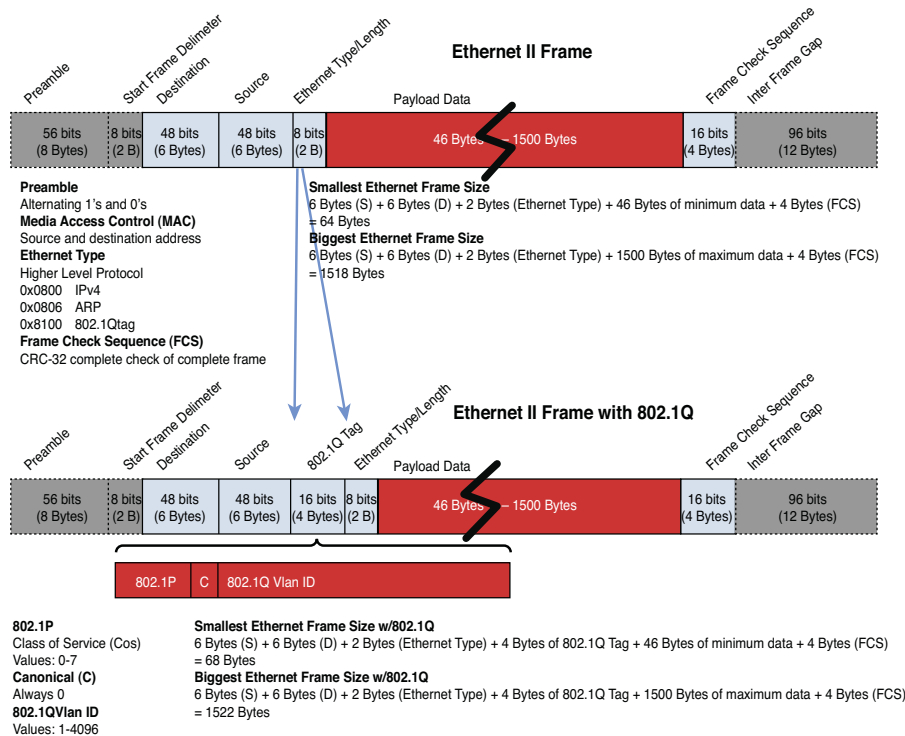 Ethernet II Frame
Preamble
Start Frame Delimeter
Destination
Source
Ethernet Type/Length
Payload Data
Frame Check Sequence
Inter Frame Gap
56 bits
(8 Bytes)
8 bits
(2 B)
48 bits
(6 Bytes)
48 bits
(6 Bytes)
8 bits
(2 B)
46 Bytes – 1500 Bytes
16 bits
(4 Bytes)
96 bits
(12 Bytes)
Preamble
Alternating 1's and 0's
Media Access Control (MAC)
Source and destination address
Ethernet Type
Higher Level Protocol
0x0800 IPv4
0x0806 ARP
0x8100 802.1Qtag
Frame Check Sequence (FCS)
CRC-32 complete check of complete frame
Smallest Ethernet Frame Size
6 Bytes (S) + 6 Bytes (D) + 2 Bytes (Ethernet Type) + 46 Bytes of minimum data + 4 Bytes (FCS)
= 64 Bytes
Biggest Ethernet Frame Size
6 Bytes (S) + 6 Bytes (D) + 2 Bytes (Ethernet Type) + 1500 Bytes of maximum data + 4 Bytes (FCS)
= 1518 Bytes
Ethernet II Frame with 802.1Q
Preamble
Start Frame Delimeter
Destination
Source
802.1Q Tag
Ethernet Type/Length
Payload Data
Frame Check Sequence
Inter Frame Gap
56 bits
(8 Bytes)
8 bits
(2 B)
48 bits
(6 Bytes)
48 bits
(6 Bytes)
16 bits
(4 Bytes)
8 bits
(2 B)
46 Bytes – 1500 Bytes
16 bits
(4 Bytes)
96 bits
(12 Bytes)
802.1P
C
802.1Q Vlan ID
802.1P
Class of Service (Cos)
Values: 0-7
Canonical (C)
Always 0
802.1QVlan ID
Values: 1-4096
Smallest Ethernet Frame Size w/802.1Q
6 Bytes (S) + 6 Bytes (D) + 2 Bytes (Ethernet Type) + 4 Bytes of 802.1Q Tag + 46 Bytes of minimum data + 4 Bytes (FCS)
= 68 Bytes
Biggest Ethernet Frame Size w/802.1Q
6 Bytes (S) + 6 Bytes (D) + 2 Bytes (Ethernet Type) + 4 Bytes of 802.1Q Tag + 1500 Bytes of maximum data + 4 Bytes (FCS)
= 1522 Bytes